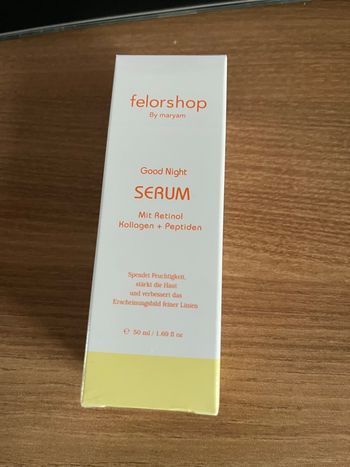 felorshop
By maryam
Good Night
SERUM
Mit Retinol
Kollagen + Peptiden
Spendet Feuchtigkeit,
stärkt die Haut
und verbessert das
Erscheinungsbild feiner Linien
℮ 50 ml / 1.69 fl oz